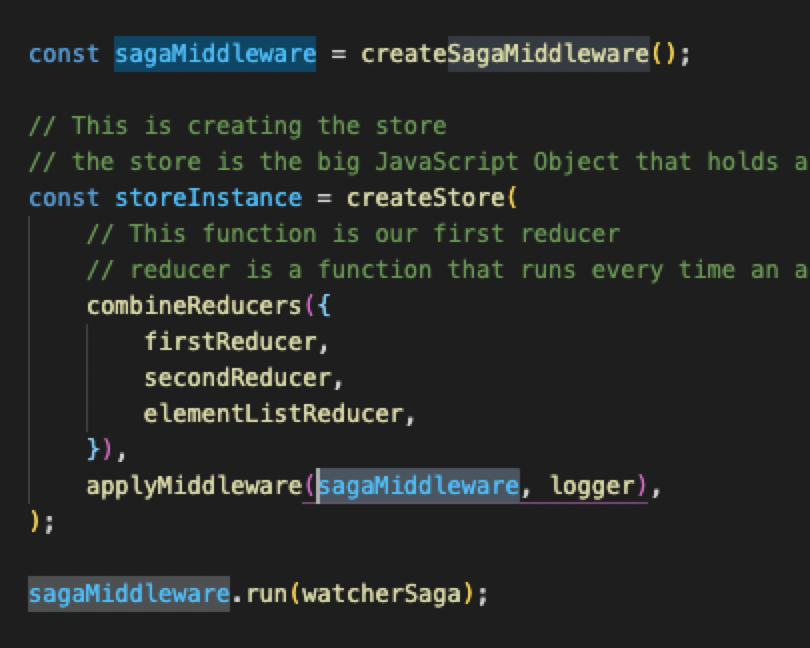 const sagaMiddleware = createSagaMiddleware();
// This is creating the store
// the store is the big JavaScript Object that holds a
const storeInstance = createStore(
// This function is our first reducer
// reducer is a function that runs every time an a
combineReducers({
firstReducer,
secondReducer,
elementListReducer,
}),
applyMiddleware(sagaMiddleware, logger),
);
sagaMiddleware.run(watcherSaga);